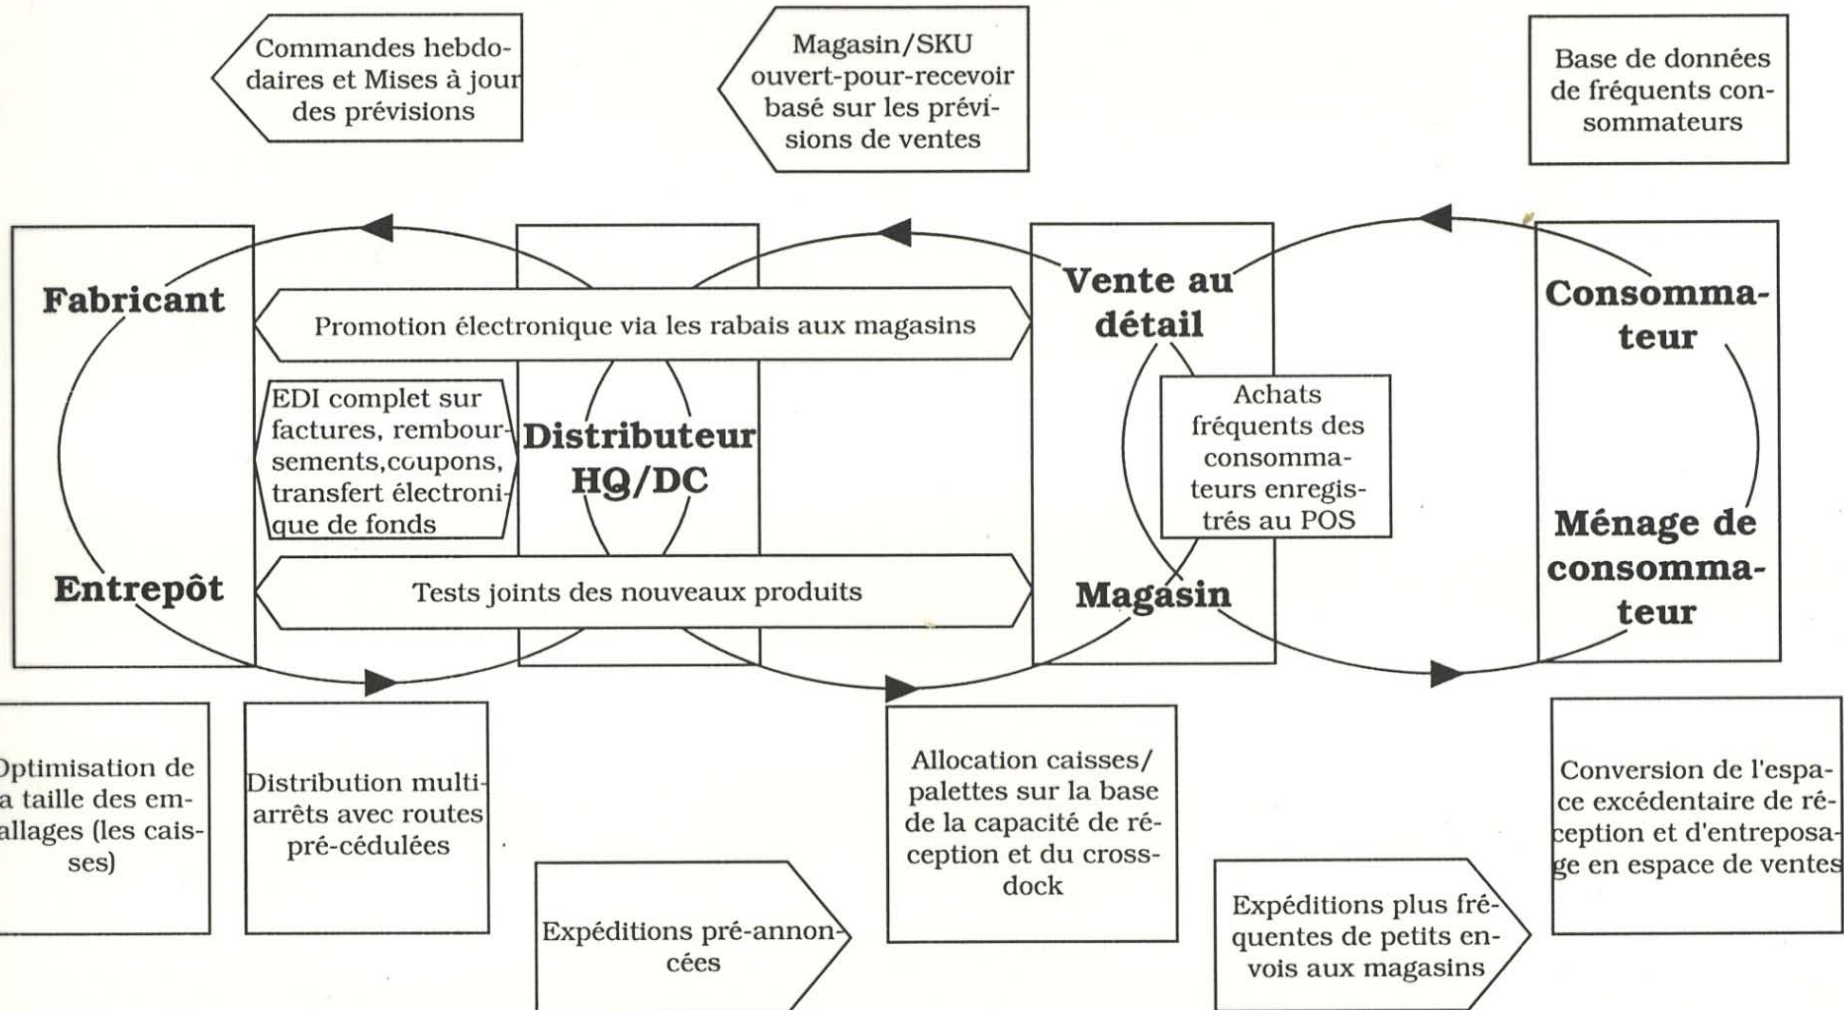 Commandes hebdo-
daires et Mises à jour
des prévisions
Magasin/SKU
ouvert-pour-recevoir
basé sur les prévi-
sions de ventes
Base de données
de fréquents con-
sommateurs
Fabricant
Promotion électronique via les rabais aux magasins
Vente au
détail
Consomma-
teur
EDI complet sur
factures, rembour-
sements,coupons,
transfert électroni-
que de fonds
Distributeur
HQ/DC
Achats
fréquents des
consomma-
teurs enregis-
trés au POS
Entrepôt
Tests joints des nouveaux produits
Magasin
Ménage de
consomma-
teur
Optimisation de
a taille des em-
allages (les cais-
ses)
Distribution multi-
arrêts avec routes
pré-cédulées
Expéditions pré-annon-
cées
Allocation caisses/
palettes sur la base
de la capacité de ré-
ception et du cross-
dock
Expéditions plus fré-
quentes de petits en-
vois aux magasins
Conversion de l'espa-
ce excédentaire de ré-
ception et d'entreposa-
ge en espace de ventes